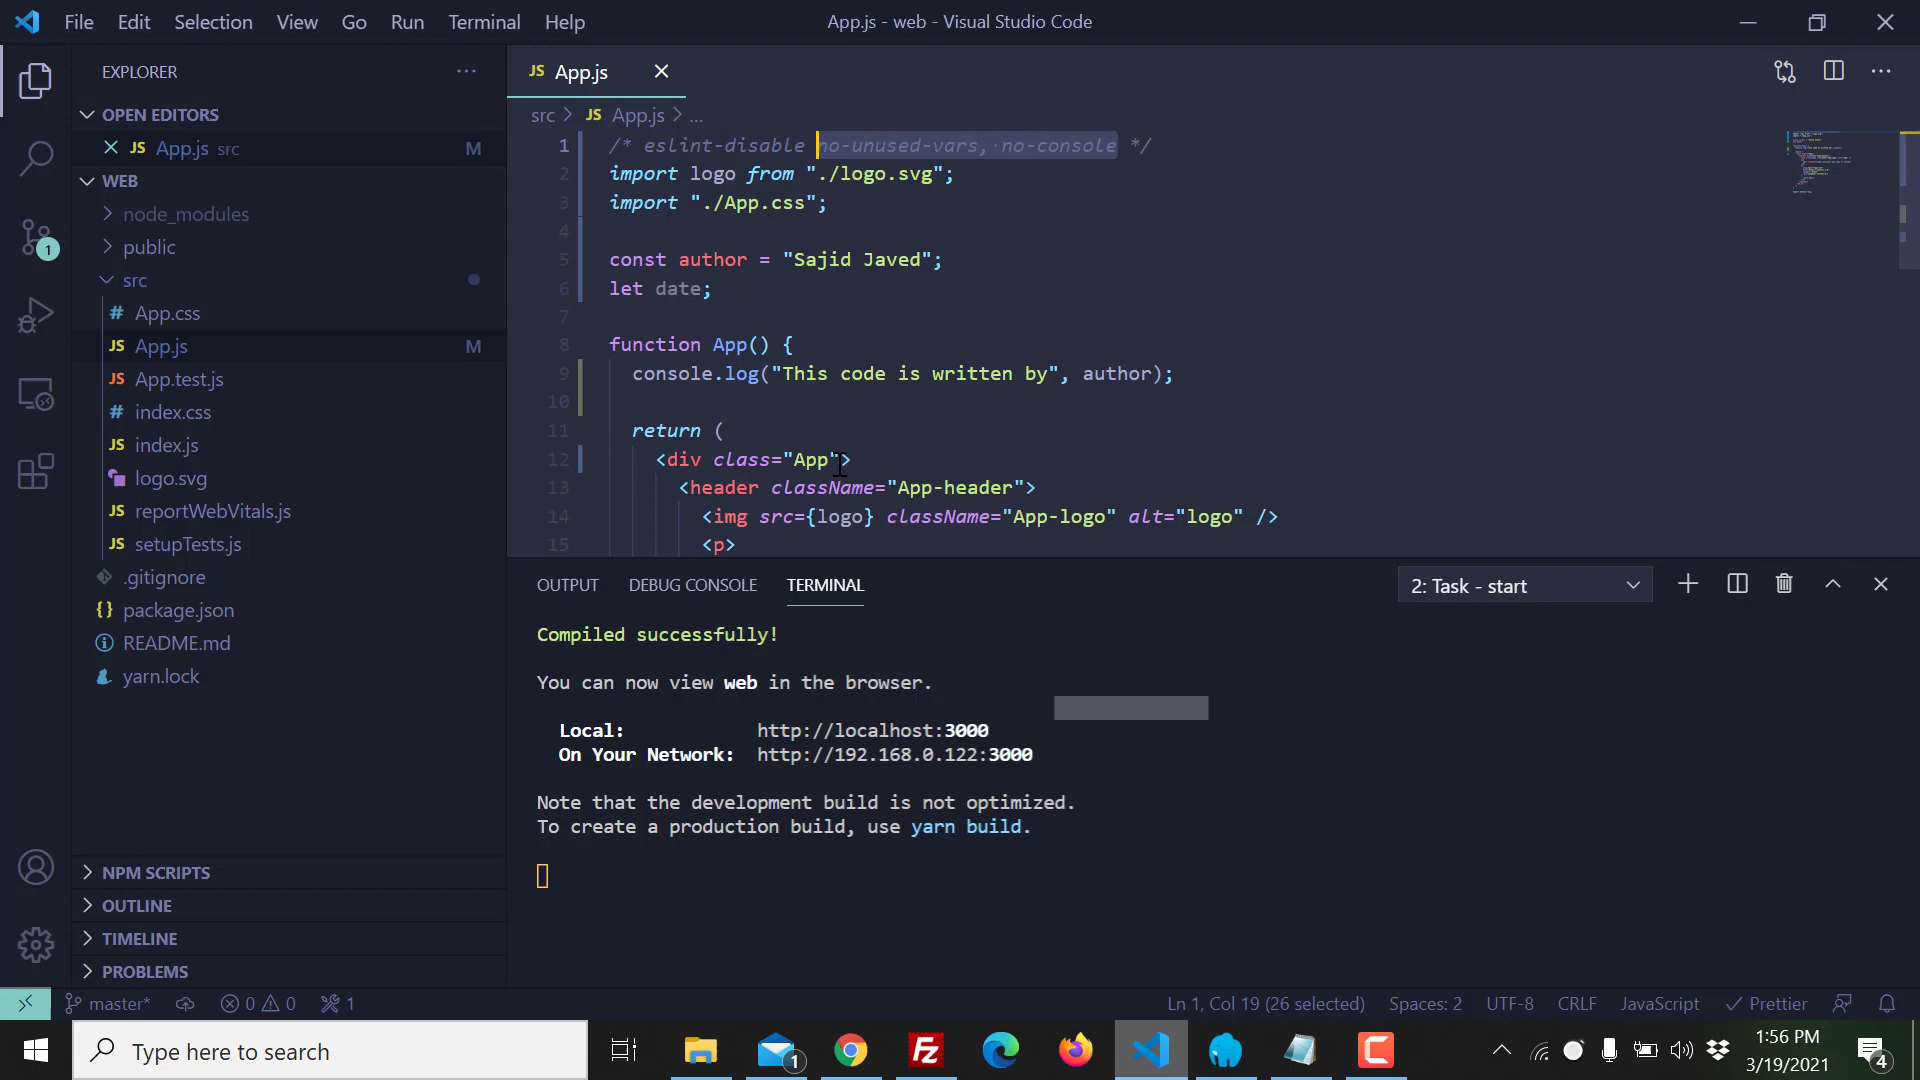 File Edit Selection View Go Run Terminal Help
App.js - web - Visual Studio Code
EXPLORER
OPEN EDITORS
JS App.js src M
WEB
node_modules
public
src
# App.css
JS App.js M
JS App.test.js
# index.css
JS index.js
logo.svg
JS reportWebVitals.js
JS setupTests.js
.gitignore
{} package.json
README.md
yarn.lock
NPM SCRIPTS
OUTLINE
TIMELINE
PROBLEMS
1
JS App.js
src > JS App.js > ...
1 /* eslint-disable no-unused-vars, no-console */
2 import logo from "./logo.svg";
3 import "./App.css";
4
5 const author = "Sajid Javed";
6 let date;
7
8 function App() {
9 console.log("This code is written by", author);
10
11 return (
12 <div class="App">
13 <header className="App-header">
14 <img src={logo} className="App-logo" alt="logo" />
15 <p>
OUTPUT DEBUG CONSOLE TERMINAL
2: Task - start
Compiled successfully!
You can now view web in the browser.
Local: http://localhost:3000
On Your Network: http://192.168.0.122:3000
Note that the development build is not optimized.
To create a production build, use yarn build.
master* 0 0 1
Ln 1, Col 19 (26 selected) Spaces: 2 UTF-8 CRLF JavaScript Prettier
Type here to search
1
Fz
1:56 PM
3/19/2021
4